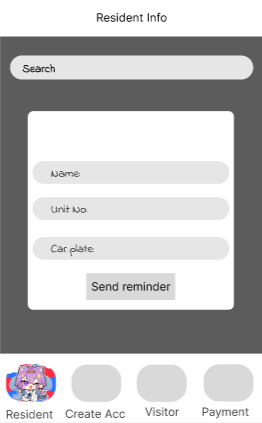 Resident Info
Search
Name:
Unit No:
Car plate:
Send reminder
Resident
Create Acc
Visitor
Payment